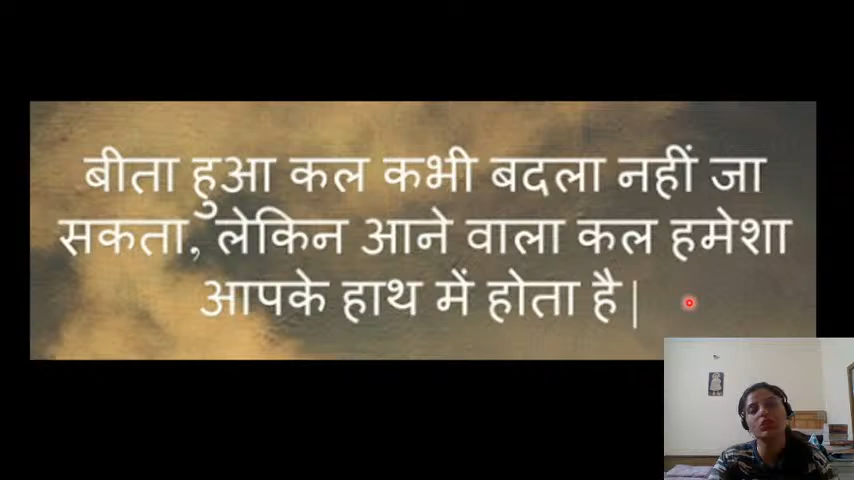 बीता हुआ कल कभी बदला नहीं जा
सकता, लेकिन आने वाला कल हमेशा
आपके हाथ में होता है|